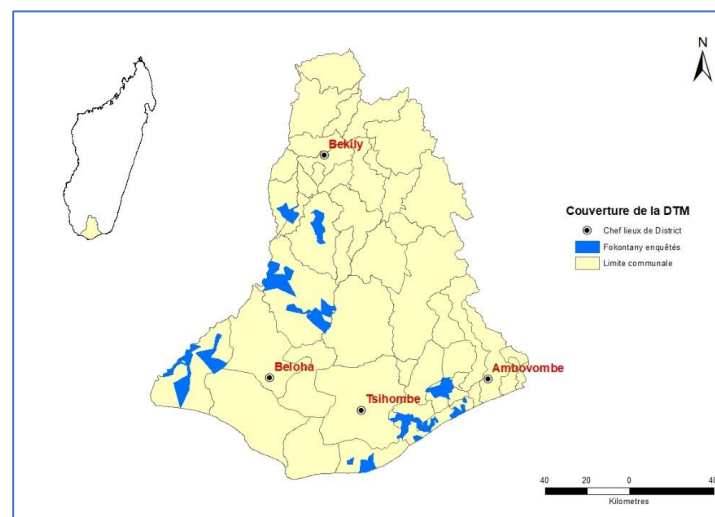 N
Bekily
Couverture de la DTM
Chef lieux de District
Fokontany enquêtés
Limite communale
Beloha
Ambovombe
Tsihombe
40 20 0 40
Kilometres